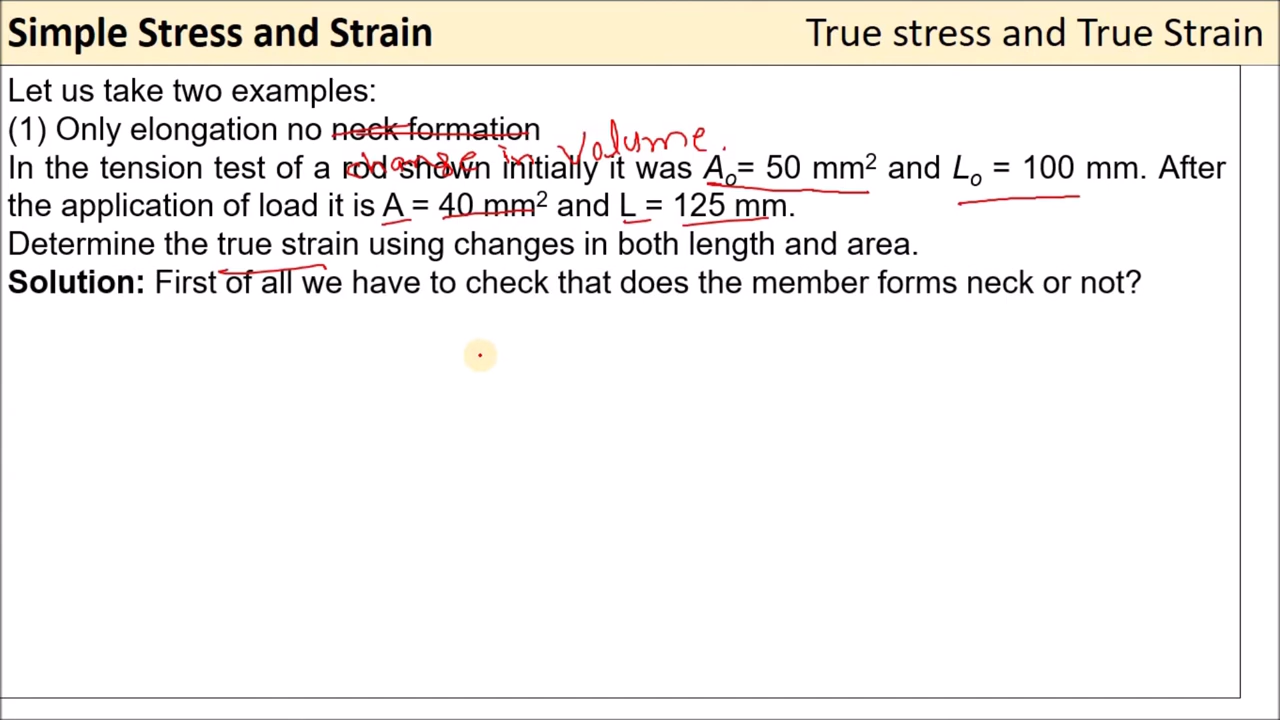 Simple Stress and Strain
True stress and True Strain
Let us take two examples:
(1) Only elongation no neck formation
change in Volume.
In the tension test of a rod shown initially it was Ao= 50 mm² and Lo = 100 mm. After
the application of load it is A = 40 mm² and L = 125 mm.
Determine the true strain using changes in both length and area.
Solution: First of all we have to check that does the member forms neck or not?